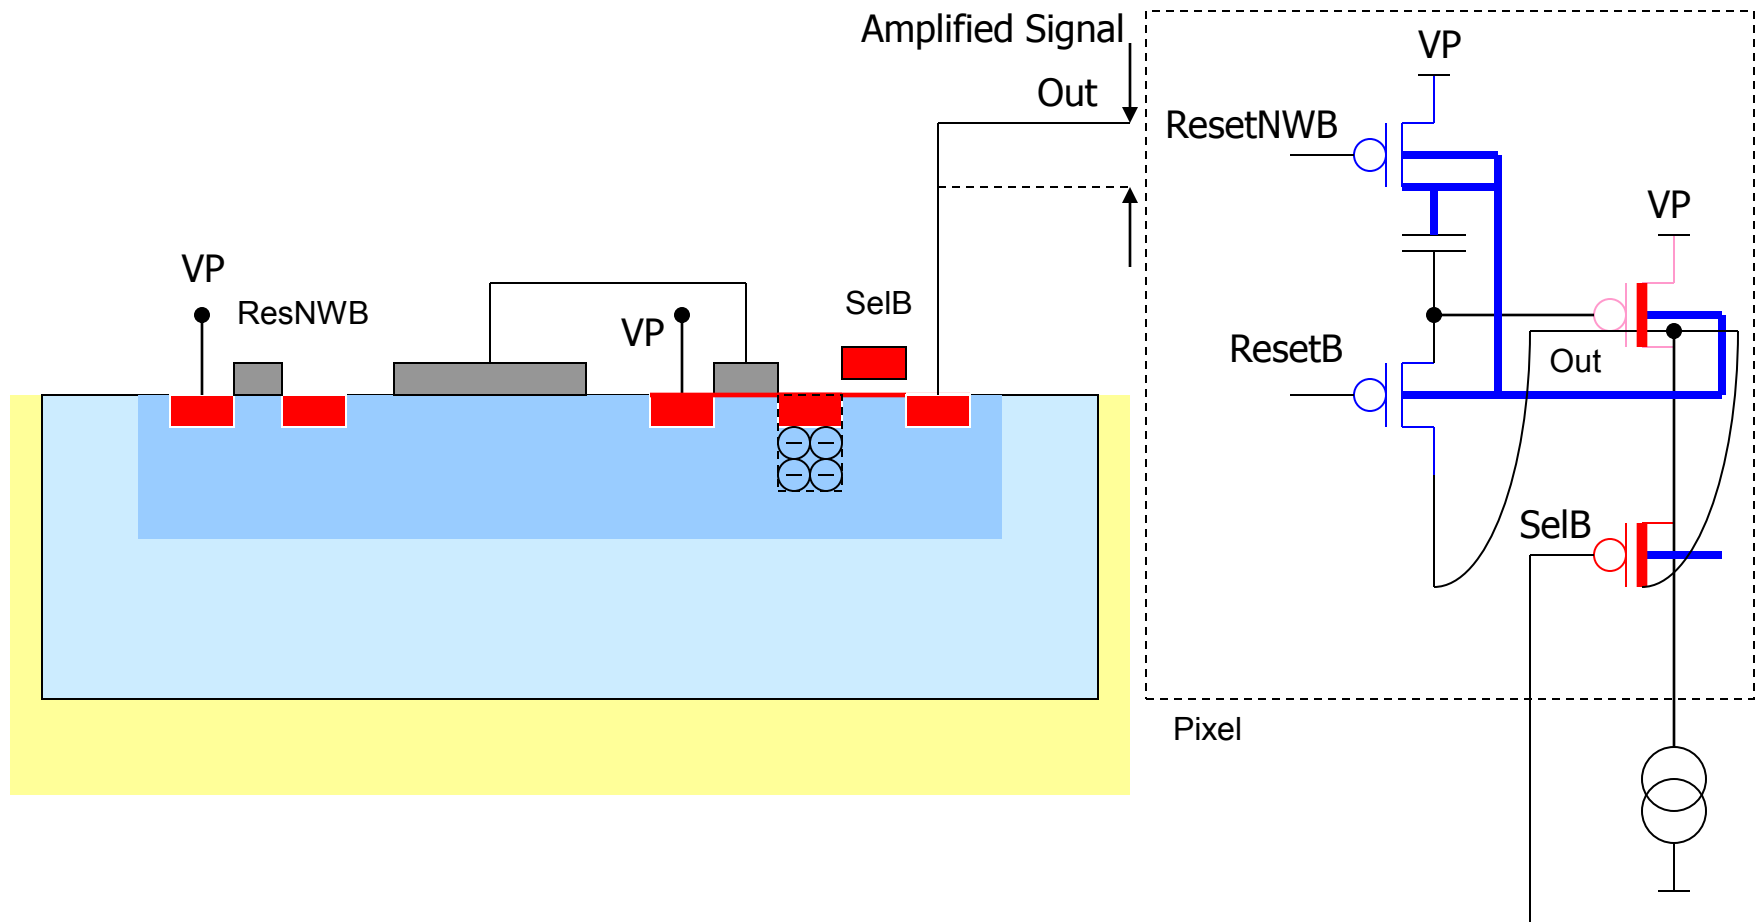 Amplified Signal
Out
VP
ResetNWB
VP
VP
ResNWB
SelB
VP
ResetB
Out
SelB
Pixel